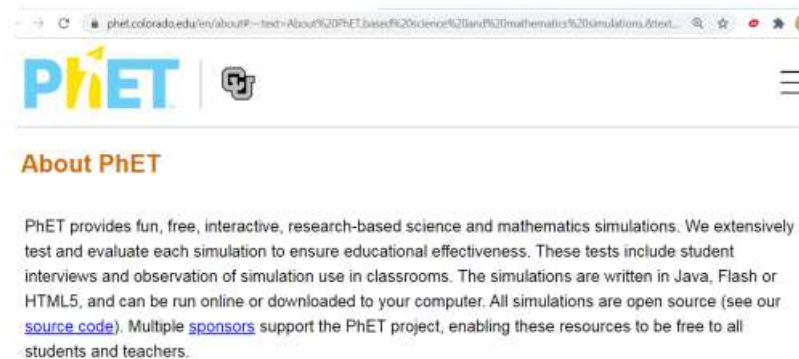 phet.colorado.edu/en/about#:~:text=About%20PhET,based%20science%20and%20mathematics%20simulations.&text...
PhET
CU
About PhET
PhET provides fun, free, interactive, research-based science and mathematics simulations. We extensively
test and evaluate each simulation to ensure educational effectiveness. These tests include student
interviews and observation of simulation use in classrooms. The simulations are written in Java, Flash or
HTML5, and can be run online or downloaded to your computer. All simulations are open source (see our
source code). Multiple sponsors support the PhET project, enabling these resources to be free to all
students and teachers.